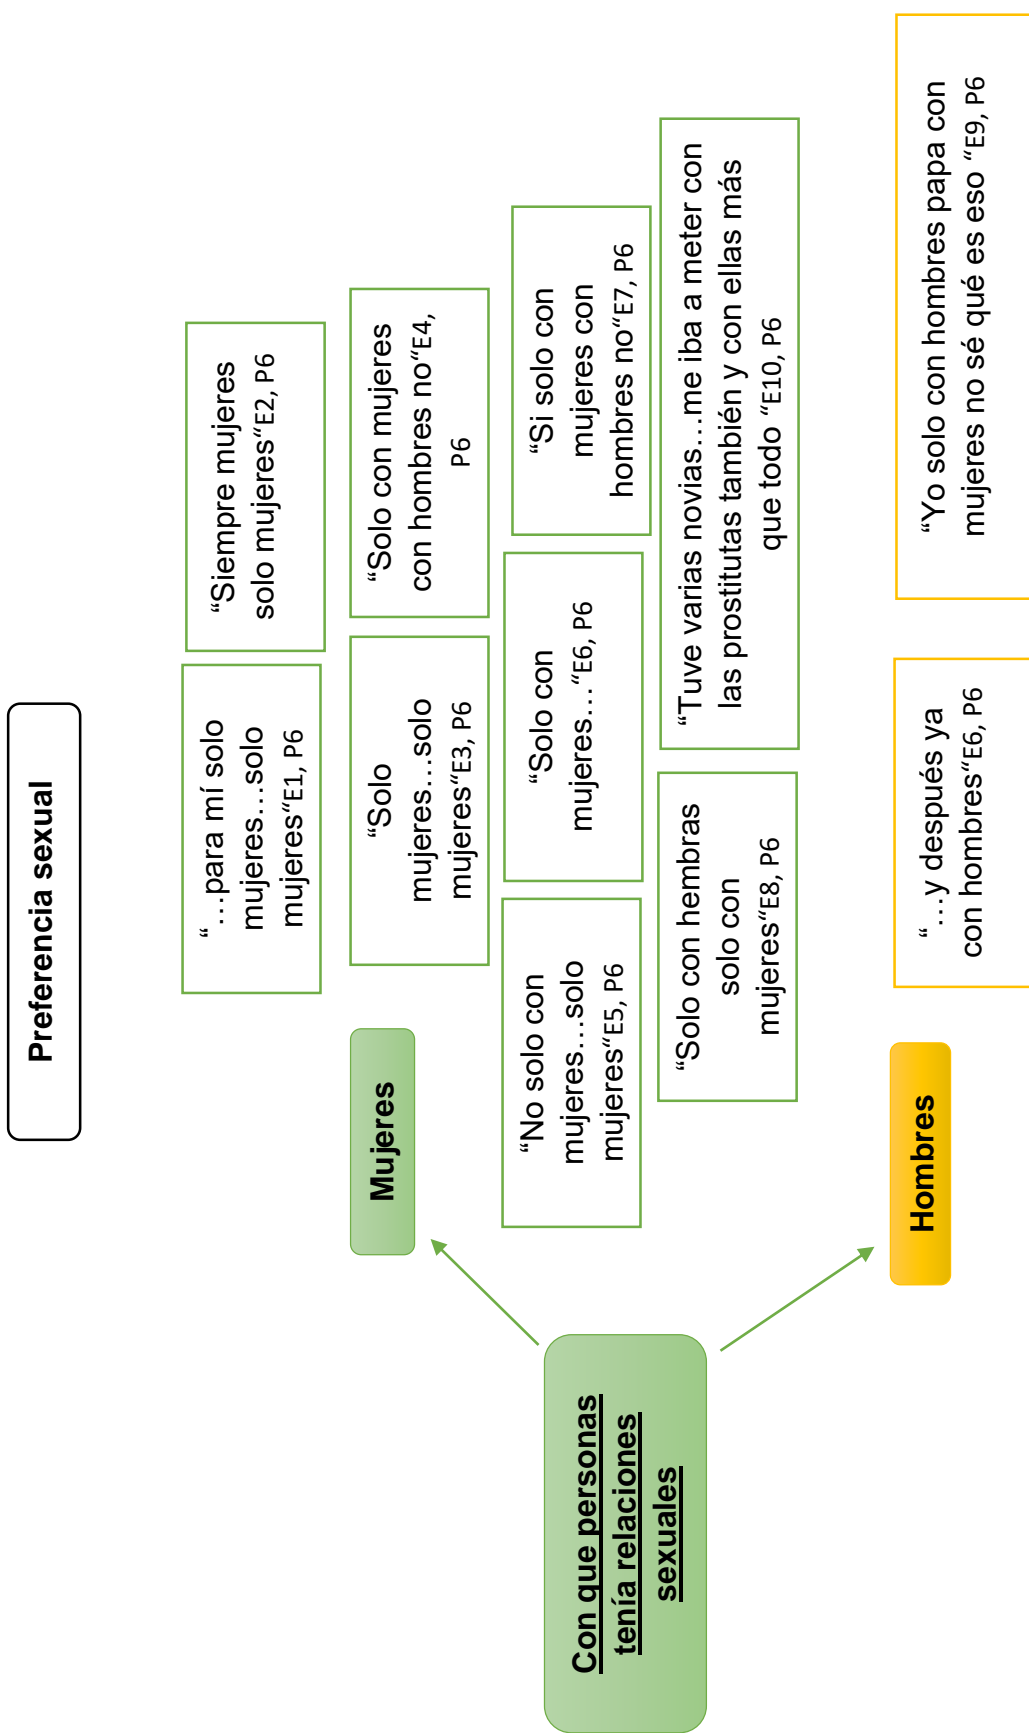 Preferencia sexual
“ …para mí solo
mujeres…solo
mujeres“E1, P6
“Siempre mujeres
solo mujeres“E2, P6
Mujeres
“Solo
mujeres…solo
mujeres“E3, P6
“Solo con mujeres
con hombres no“E4,
P6
“No solo con
mujeres…solo
mujeres“E5, P6
“Solo con
mujeres…“E6, P6
“Si solo con
mujeres con
hombres no“E7, P6
Con que personas
tenía relaciones
sexuales
“Solo con hembras
solo con
mujeres“E8, P6
“Tuve varias novias…me iba a meter con
las prostitutas también y con ellas más
que todo “E10, P6
Hombres
“ …y después ya
con hombres“E6, P6
“Yo solo con hombres papa con
mujeres no sé qué es eso “E9, P6